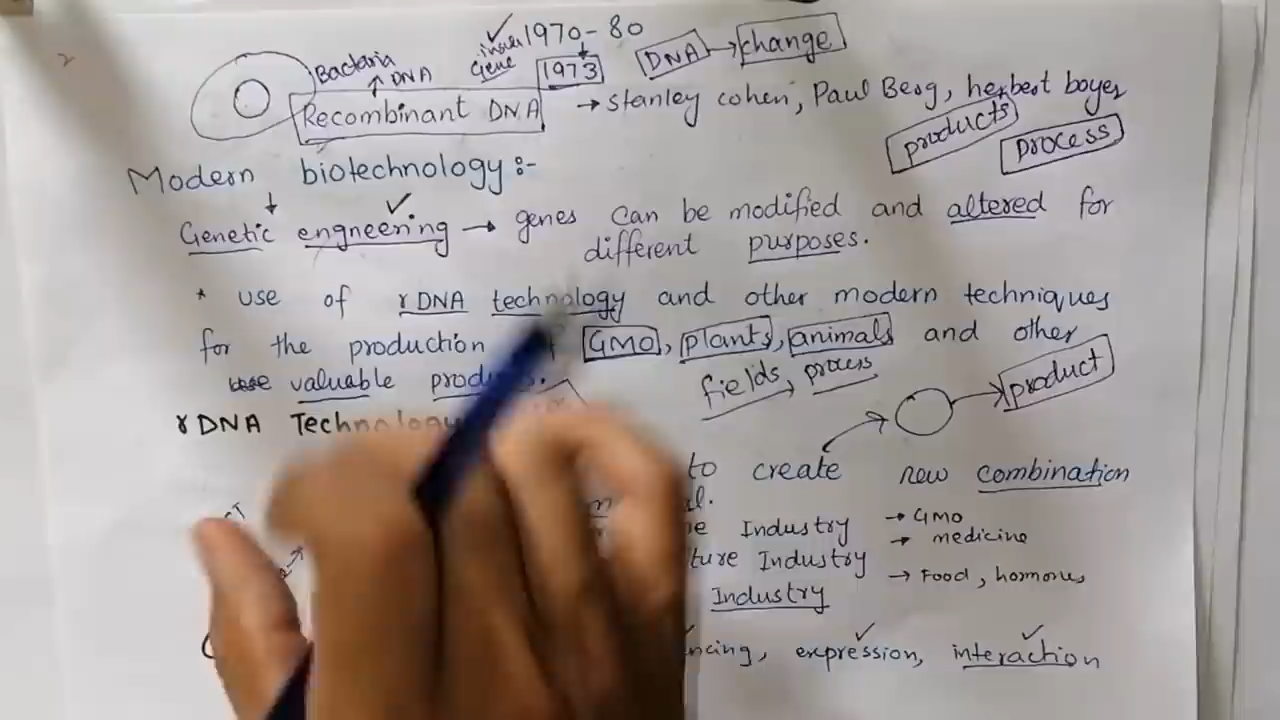 1970-80
Bacteria
DNA
Gene
1973
DNA → change
Recombinant DNA → Stanley cohen, Paul Berg, herbest boyer
products
process
Modern biotechnology:-
Genetic engneering → genes can be modified and altered for
different purposes.
* use of rDNA technology and other modern techniques
for the production GMO, plants, animals and other
valuable
fields, process
product
rDNA Technology
to create new combination
Industry → GMO
→ medicine
Industry → Food, hormones
Industry
expression, interaction